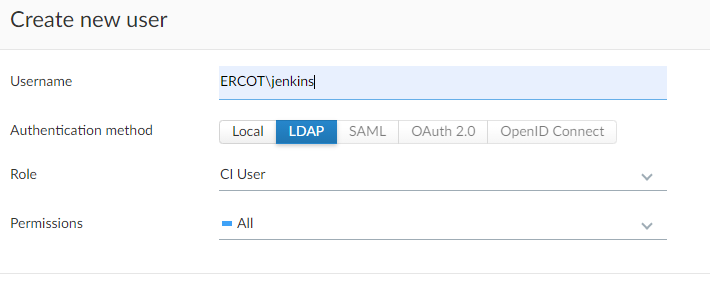 Create new user
Username
ERCOT\jenkins
Authentication method
Local LDAP SAML OAuth 2.0 OpenID Connect
Role
CI User
Permissions
All